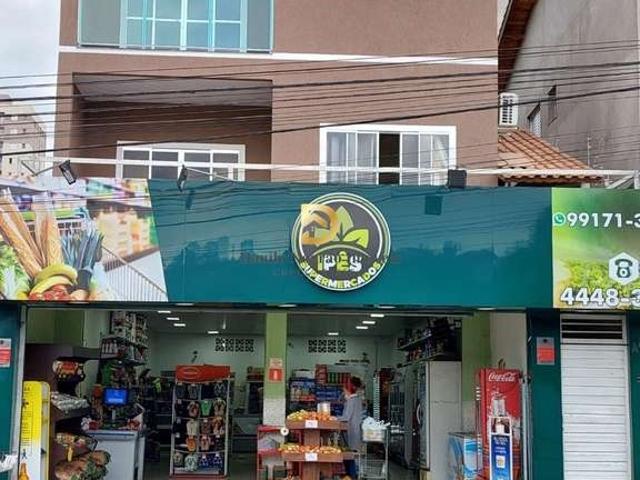 IPÊS
SUPERMERCADOS
99171-3
4448-3
Coca-Cola